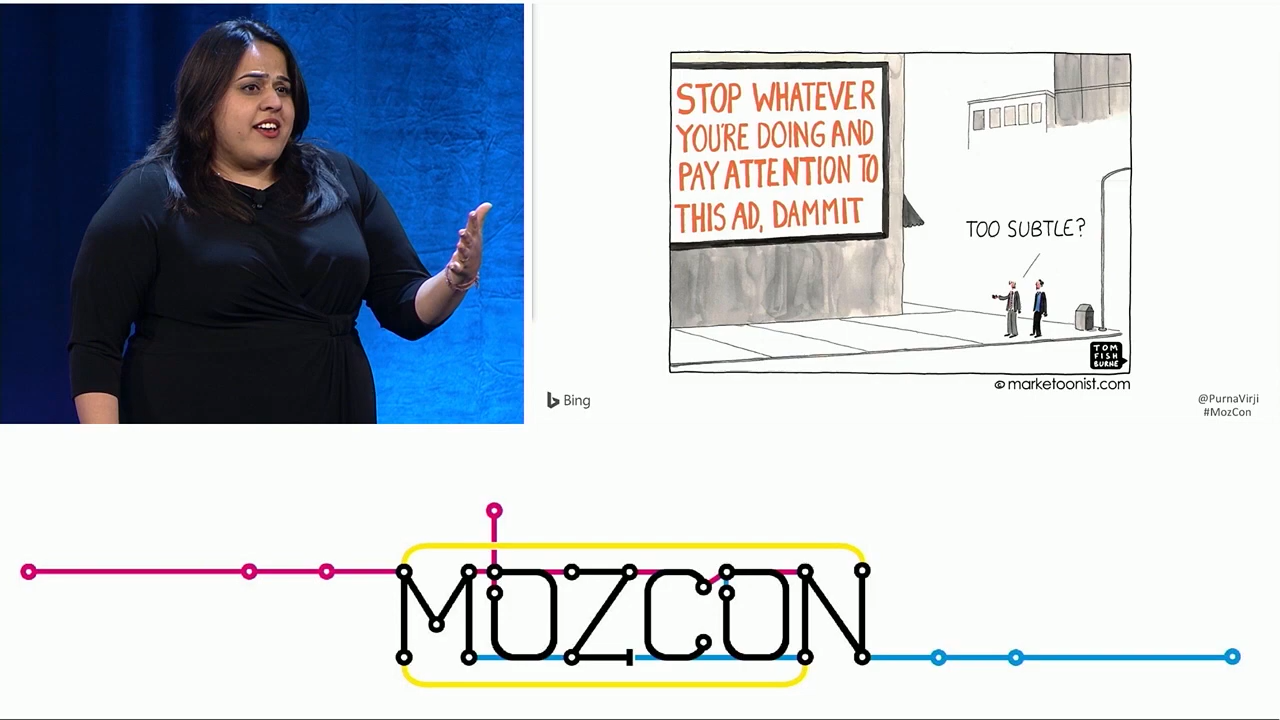 STOP WHATEVER
YOU'RE DOING AND
PAY ATTENTION TO
THIS AD, DAMMIT
TOO SUBTLE?
TOM
FISH
BURNE
© marketoonist.com
Bing
@PurnaVirji
#MozCon
MOZCON